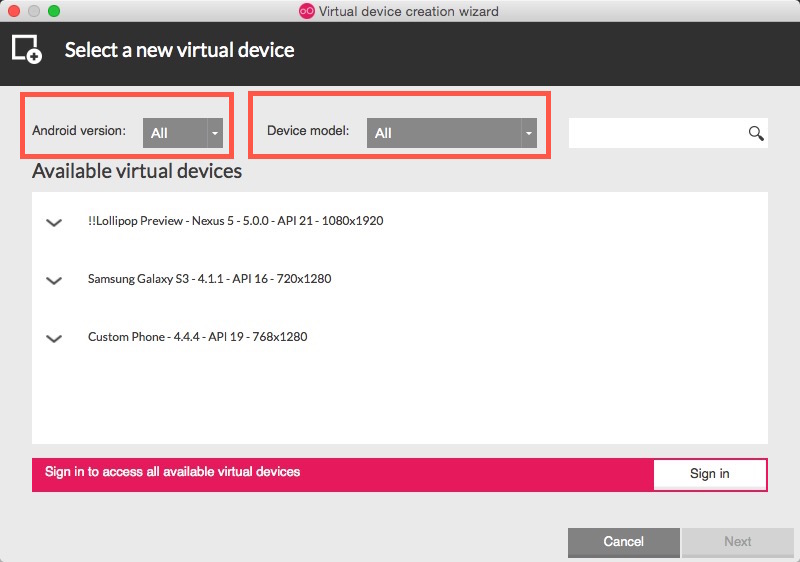 Virtual device creation wizard
Select a new virtual device
Android version: All Device model: All
Available virtual devices
!!Lollipop Preview - Nexus 5 - 5.0.0 - API 21 - 1080x1920
Samsung Galaxy S3 - 4.1.1 - API 16 - 720x1280
Custom Phone - 4.4.4 - API 19 - 768x1280
Sign in to access all available virtual devices Sign in
Cancel Next